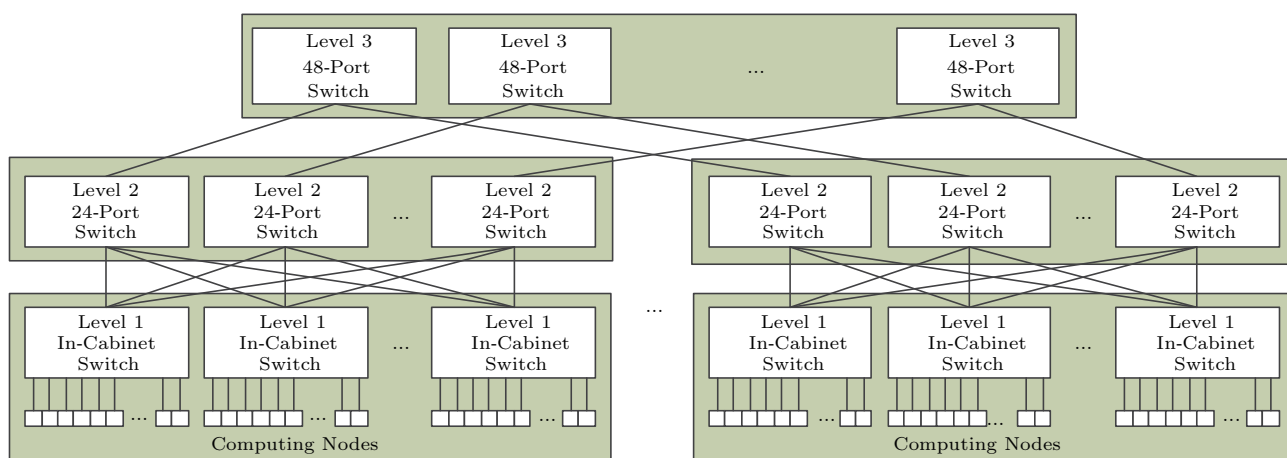 Level 3
48-Port
Switch
Level 3
48-Port
Switch
...
Level 3
48-Port
Switch
Level 2
24-Port
Switch
Level 2
24-Port
Switch
...
Level 2
24-Port
Switch
Level 2
24-Port
Switch
Level 2
24-Port
Switch
...
Level 2
24-Port
Switch
Level 1
In-Cabinet
Switch
Level 1
In-Cabinet
Switch
...
Level 1
In-Cabinet
Switch
...
Level 1
In-Cabinet
Switch
Level 1
In-Cabinet
Switch
...
Level 1
In-Cabinet
Switch
...
...
...
...
...
...
Computing Nodes
Computing Nodes